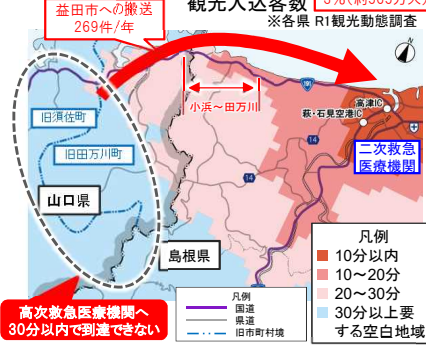 益田市への搬送
269件/年
観光入込客数
※各県 R1観光動態調査
小浜～田万川
高津IC
萩・石見空港IC
旧須佐町
旧田万川町
二次救急
医療機関
14
14
山口県
島根県
高次救急医療機関へ
30分以内で到達できない
凡例
国道
県道
旧市町村境
凡例
10分以内
10～20分
20～30分
30分以上要
する空白地域